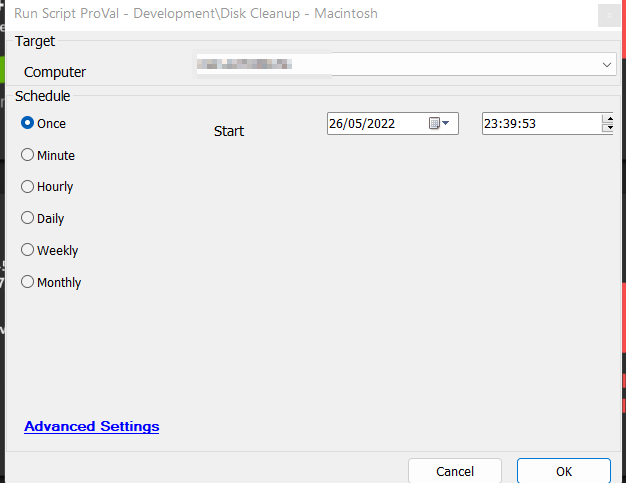 Run Script ProVal - Development\Disk Cleanup - Macintosh
Target
Computer
Schedule
Once
Start
26/05/2022
23:39:53
Minute
Hourly
Daily
Weekly
Monthly
Advanced Settings
Cancel
OK